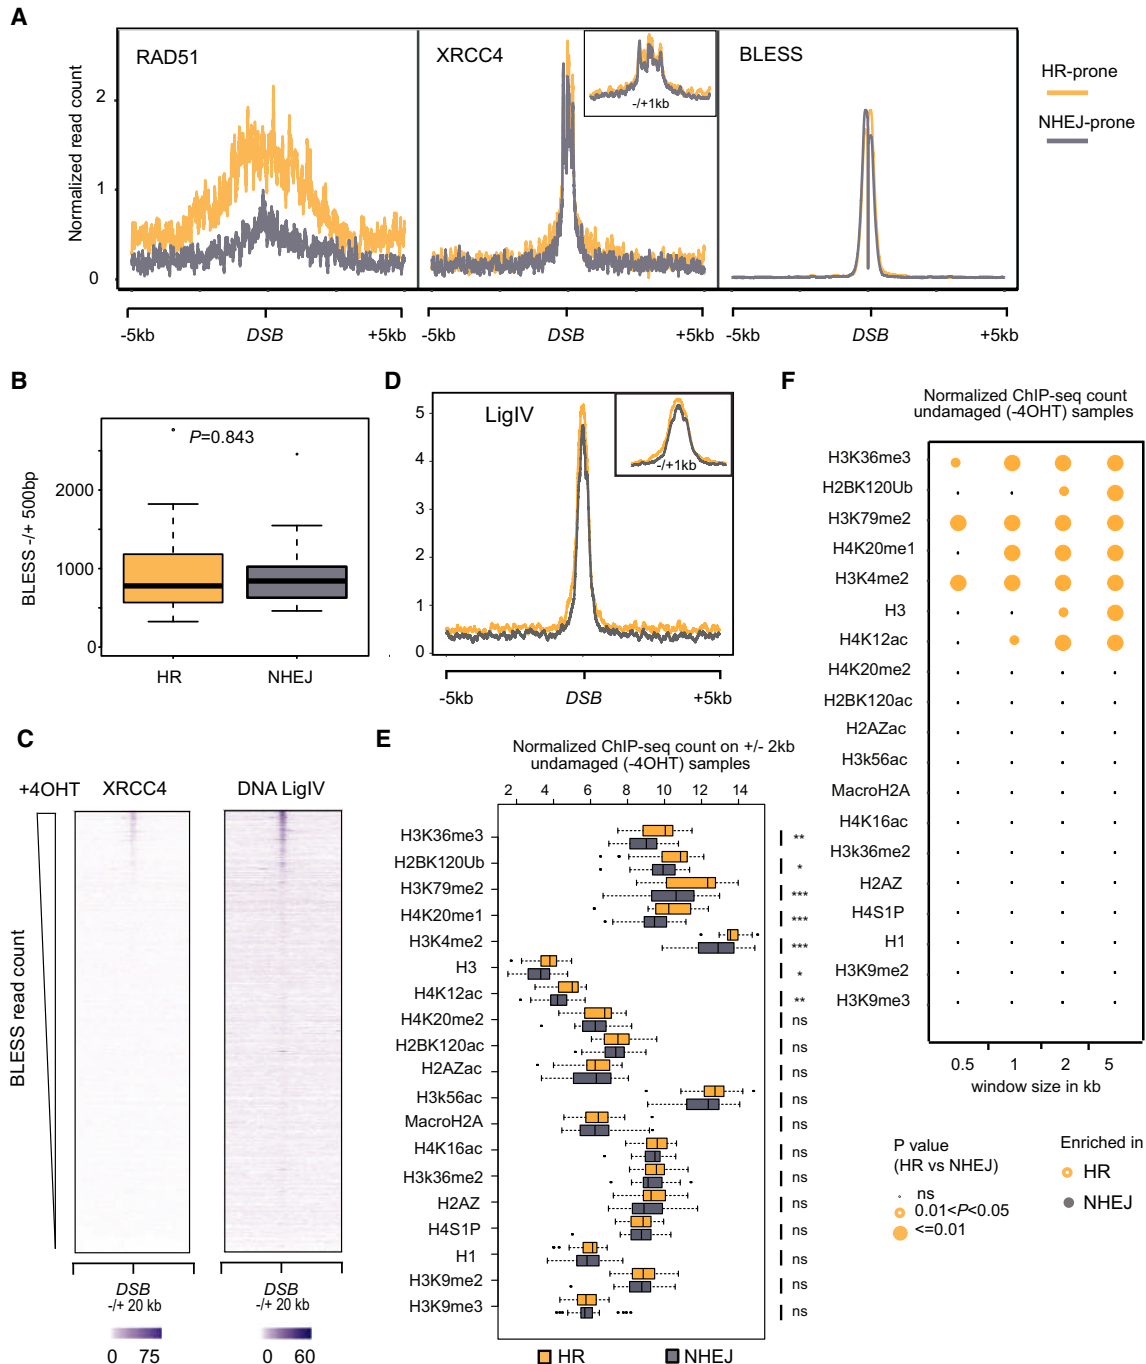 A
RAD51
XRCC4
BLESS
-/+1kb
HR-prone
NHEJ-prone
Normalized read count
2
1
0
-5kb
DSB
+5kb
-5kb
DSB
+5kb
-5kb
DSB
+5kb
B
P=0.843
BLESS -/+ 500bp
2000
1000
0
HR
NHEJ
D
LigIV
-/+1kb
5
4
3
2
1
0
-5kb
DSB
+5kb
F
Normalized ChIP-seq count
undamaged (-4OHT) samples
H3K36me3
H2BK120Ub
H3K79me2
H4K20me1
H3K4me2
H3
H4K12ac
H4K20me2
H2BK120ac
H2AZac
H3k56ac
MacroH2A
H4K16ac
H3k36me2
H2AZ
H4S1P
H1
H3K9me2
H3K9me3
0.5
1
2
5
window size in kb
P value
(HR vs NHEJ)
ns
0.01<P<0.05
<=0.01
Enriched in
HR
NHEJ
C
+4OHT
XRCC4
DNA LigIV
BLESS read count
DSB
-/+ 20 kb
DSB
-/+ 20 kb
0 75
0 60
E
Normalized ChIP-seq count on +/- 2kb
undamaged (-4OHT) samples
2 4 6 8 10 12 14
H3K36me3 **
H2BK120Ub *
H3K79me2 ***
H4K20me1 ***
H3K4me2 ***
H3 *
H4K12ac **
H4K20me2 ns
H2BK120ac ns
H2AZac ns
H3k56ac ns
MacroH2A ns
H4K16ac ns
H3k36me2 ns
H2AZ ns
H4S1P ns
H1 ns
H3K9me2 ns
H3K9me3 ns
HR
NHEJ